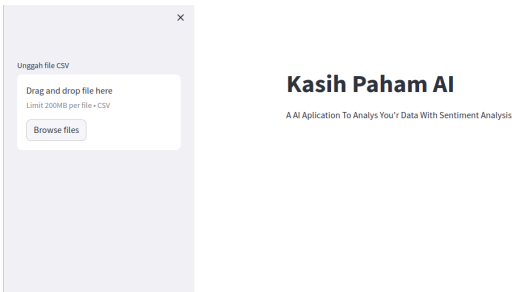 Unggah file CSV
Drag and drop file here
Limit 200MB per file • CSV
Browse files
Kasih Paham AI
A AI Aplication To Analys You'r Data With Sentiment Analysis